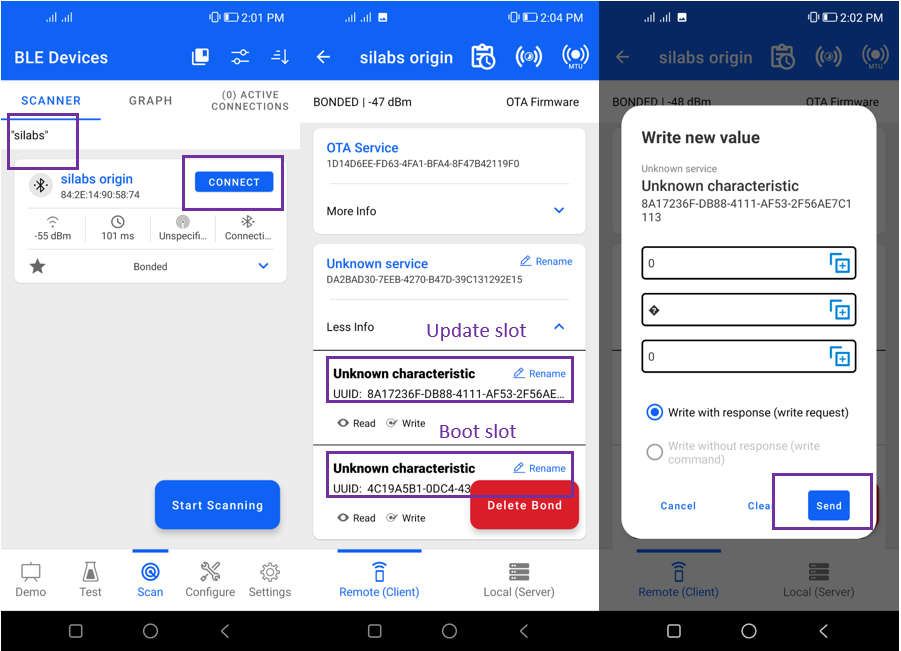 2:01 PM
BLE Devices
SCANNER
GRAPH
(0) ACTIVE
CONNECTIONS
"silabs"
silabs origin
84:2E:14:90:58:74
CONNECT
-55 dBm
101 ms
Unspecifi...
Connecti...
Bonded
Start Scanning
Demo
Test
Scan
Configure
Settings
2:04 PM
silabs origin
MTU
BONDED | -47 dBm
OTA Firmware
OTA Service
1D14D6EE-FD63-4FA1-BFA4-8F47B42119F0
More Info
Unknown service
Rename
DA2BAD30-7EEB-4270-B47D-39C131292E15
Less Info
Update slot
Unknown characteristic
Rename
UUID: 8A17236F-DB88-4111-AF53-2F56AE...
Read
Write
Boot slot
Unknown characteristic
Rename
UUID: 4C19A5B1-0DC4-43
Read
Write
Delete Bond
Remote (Client)
Local (Server)
2:02 PM
silabs origin
MTU
BONDED | -48 dBm
OTA Firmware
Write new value
Unknown service
Unknown characteristic
8A17236F-DB88-4111-AF53-2F56AE7C1
113
0
�
0
Write with response (write request)
Write without response (write
command)
Cancel
Clea
Send
Remote (Client)
Local (Server)